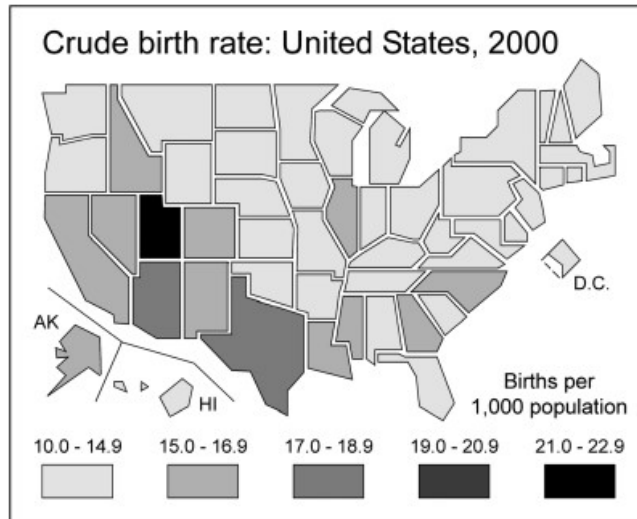 Crude birth rate: United States, 2000
D.C.
AK
HI
Births per
1,000 population
10.0 - 14.9
15.0 - 16.9
17.0 - 18.9
19.0 - 20.9
21.0 - 22.9